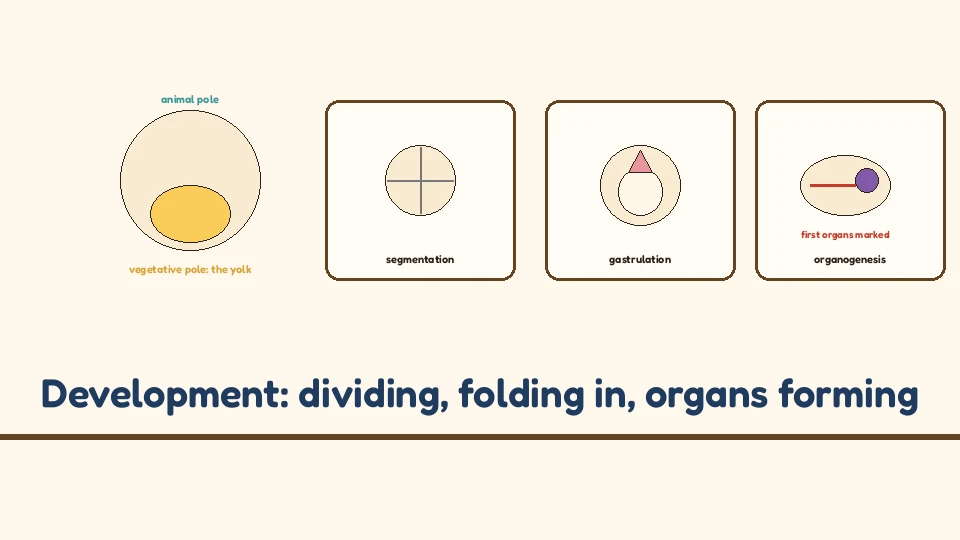 animal pole
vegetative pole: the yolk
segmentation
gastrulation
first organs marked
organogenesis
Development: dividing, folding in, organs forming